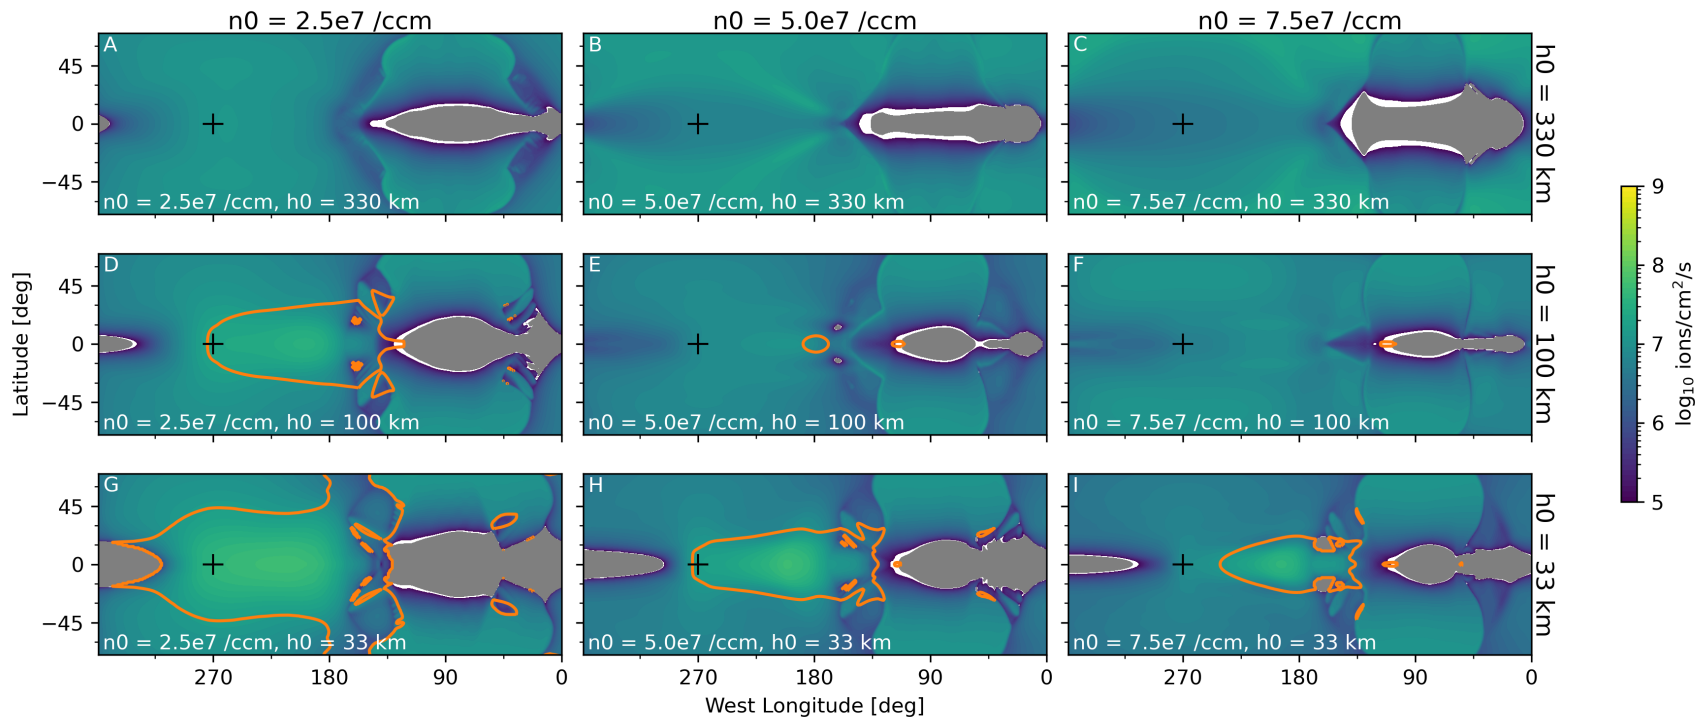 n0 = 2.5e7 /ccm
n0 = 5.0e7 /ccm
n0 = 7.5e7 /ccm
A
B
C
45
0
−45
n0 = 2.5e7 /ccm, h0 = 330 km
n0 = 5.0e7 /ccm, h0 = 330 km
n0 = 7.5e7 /ccm, h0 = 330 km
h0 = 330 km
D
E
F
45
0
−45
n0 = 2.5e7 /ccm, h0 = 100 km
n0 = 5.0e7 /ccm, h0 = 100 km
n0 = 7.5e7 /ccm, h0 = 100 km
h0 = 100 km
G
H
I
45
0
−45
n0 = 2.5e7 /ccm, h0 = 33 km
n0 = 5.0e7 /ccm, h0 = 33 km
n0 = 7.5e7 /ccm, h0 = 33 km
h0 = 33 km
270 180 90 0
270 180 90 0
270 180 90 0
West Longitude [deg]
Latitude [deg]
9
8
7
6
5
log₁₀ ions/cm²/s